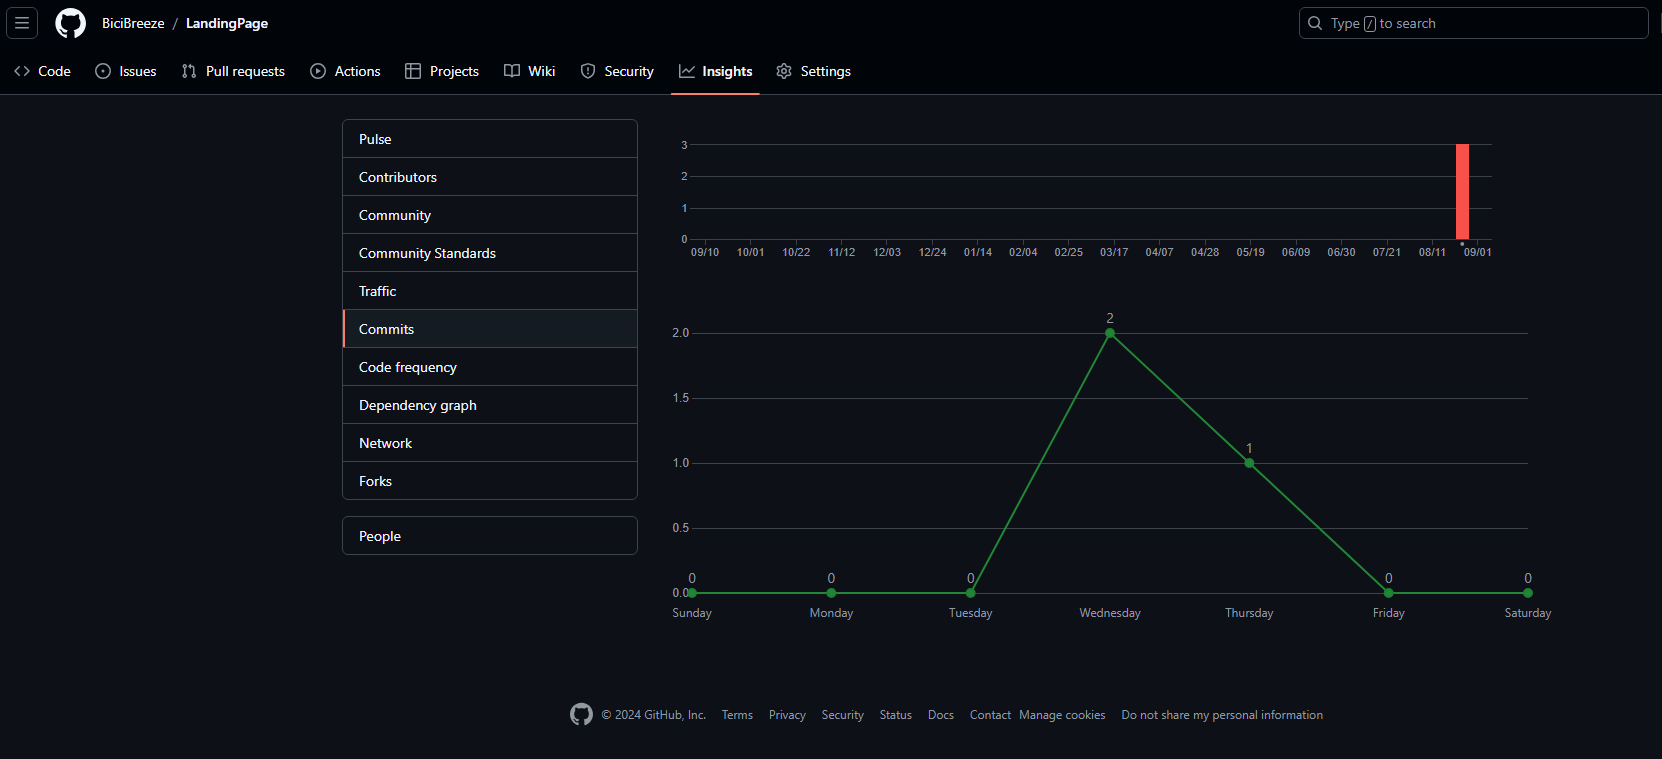 BiciBreeze / LandingPage
Type / to search
Code Issues Pull requests Actions Projects Wiki Security Insights Settings
Pulse
Contributors
Community
Community Standards
Traffic
Commits
Code frequency
Dependency graph
Network
Forks
People
3
2
1
0
09/10 10/01 10/22 11/12 12/03 12/24 01/14 02/04 02/25 03/17 04/07 04/28 05/19 06/09 06/30 07/21 08/11 09/01
2
2.0
1.5
1
1.0
0.5
0 0 0 0 0
0.0
Sunday Monday Tuesday Wednesday Thursday Friday Saturday
© 2024 GitHub, Inc. Terms Privacy Security Status Docs Contact Manage cookies Do not share my personal information